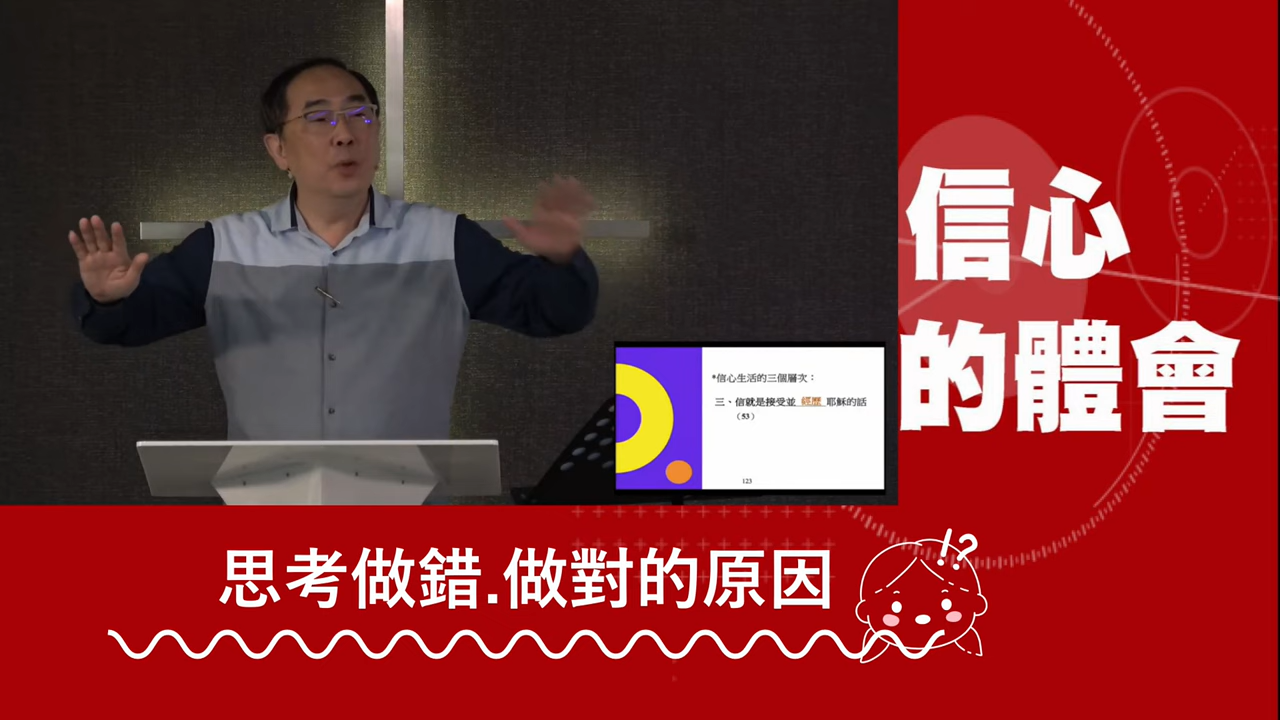 信心
的體會
*信心生活的三個層次：
三、信就是接受並 經歷 耶穌的話
（53）
123
思考做錯.做對的原因
!?